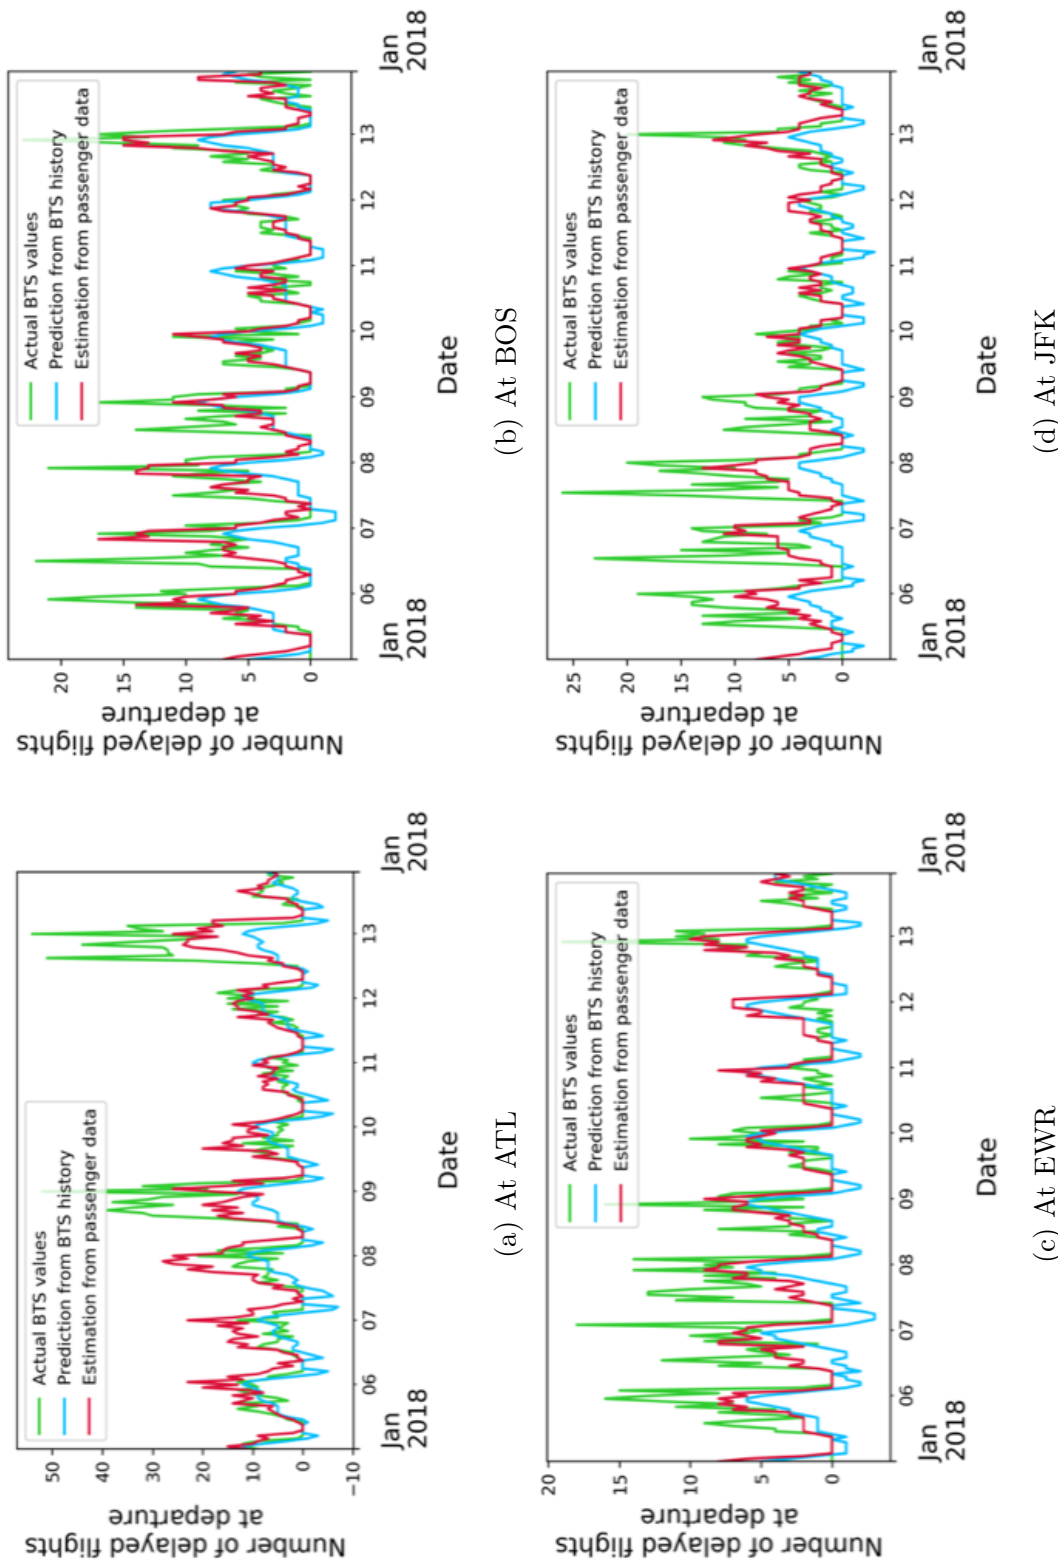 Number of delayed flights
at departure
50
40
30
20
10
0
−10
Actual BTS values
Prediction from BTS history
Estimation from passenger data
06
07
08
09
10
11
12
13
Jan
2018
Jan
2018
Date
(a) At ATL
Number of delayed flights
at departure
20
15
10
5
0
Actual BTS values
Prediction from BTS history
Estimation from passenger data
06
07
08
09
10
11
12
13
Jan
2018
Jan
2018
Date
(b) At BOS
Number of delayed flights
at departure
20
15
10
5
0
Actual BTS values
Prediction from BTS history
Estimation from passenger data
06
07
08
09
10
11
12
13
Jan
2018
Jan
2018
Date
(c) At EWR
Number of delayed flights
at departure
25
20
15
10
5
0
Actual BTS values
Prediction from BTS history
Estimation from passenger data
06
07
08
09
10
11
12
13
Jan
2018
Jan
2018
Date
(d) At JFK